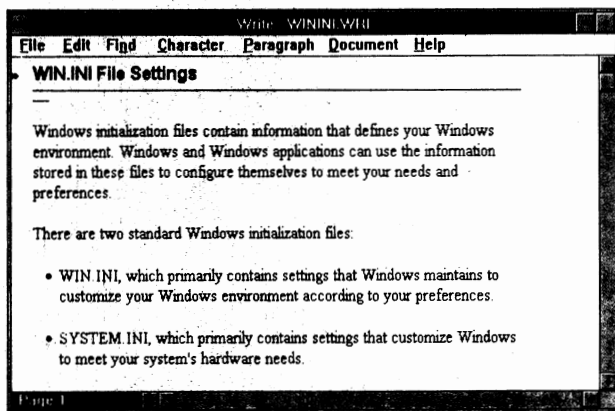 Write - WININI.WRI
File Edit Find Character Paragraph Document Help
WIN.INI File Settings
Windows initialization files contain information that defines your Windows
environment. Windows and Windows applications can use the information
stored in these files to configure themselves to meet your needs and
preferences.
There are two standard Windows initialization files:
• WIN.INI, which primarily contains settings that Windows maintains to
customize your Windows environment according to your preferences.
• SYSTEM.INI, which primarily contains settings that customize Windows
to meet your system's hardware needs.
Page 1